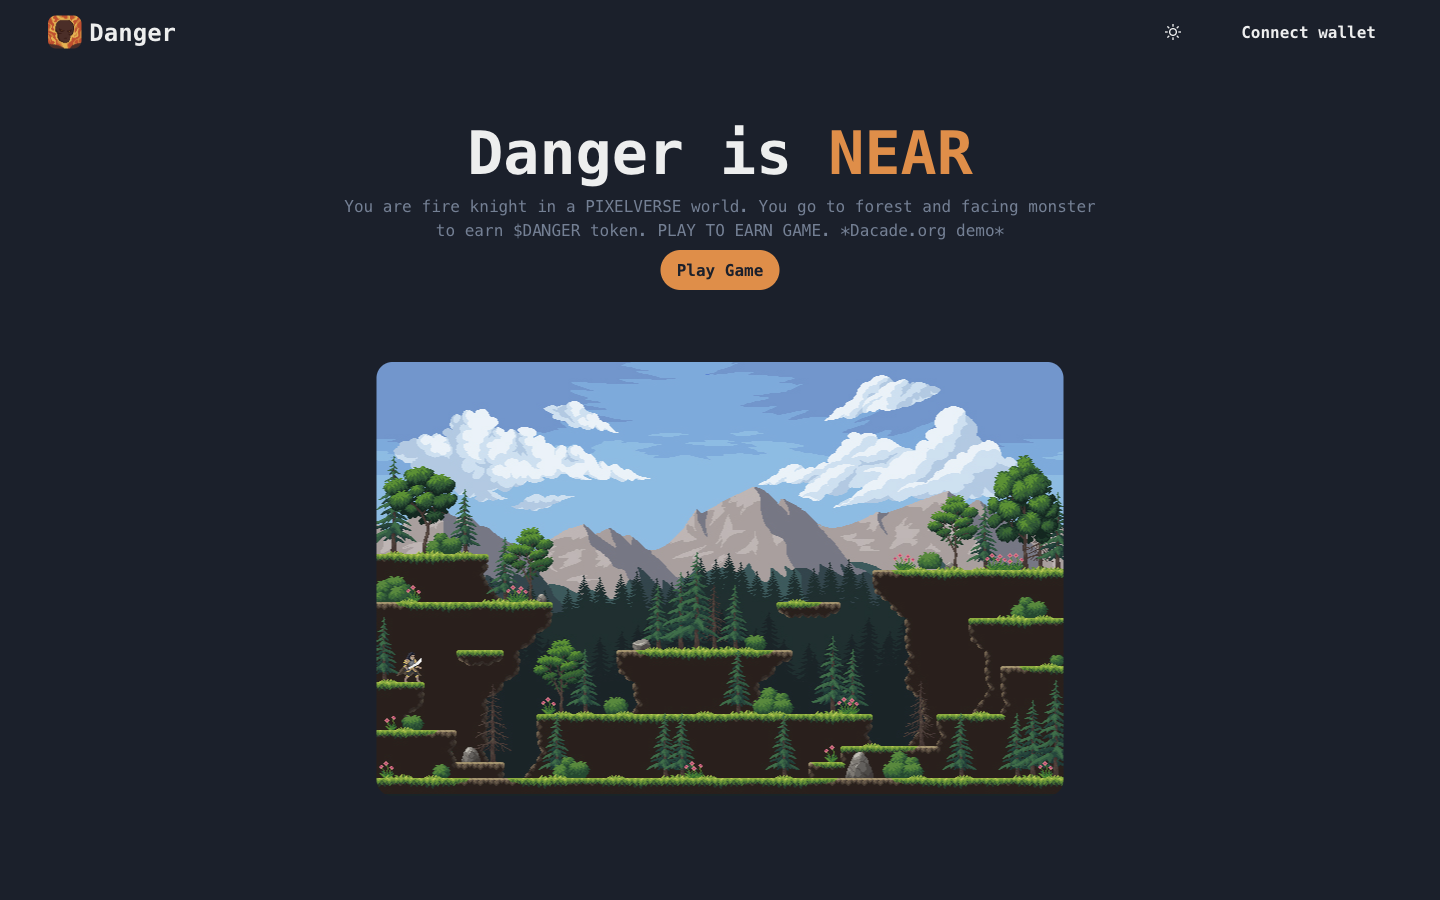 Danger
Connect wallet
Danger is NEAR
You are fire knight in a PIXELVERSE world. You go to forest and facing monster
to earn $DANGER token. PLAY TO EARN GAME. *Dacade.org demo*
Play Game